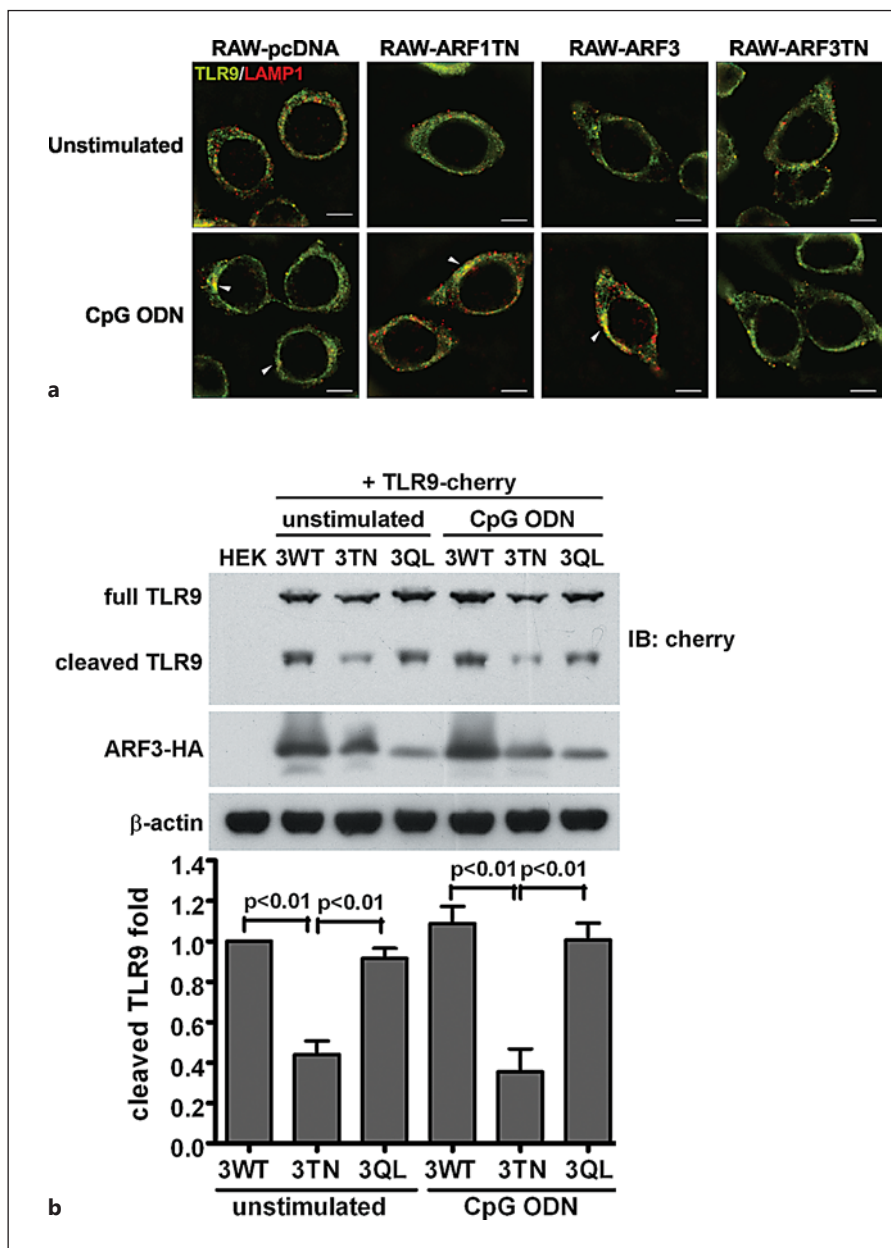 RAW-pcDNA RAW-ARF1TN RAW-ARF3 RAW-ARF3TN
TLR9/LAMP1
Unstimulated
CpG ODN
a
+ TLR9-cherry
unstimulated CpG ODN
HEK 3WT 3TN 3QL 3WT 3TN 3QL
full TLR9
cleaved TLR9
IB: cherry
ARF3-HA
β-actin
cleaved TLR9 fold
1.4
1.2
1.0
0.8
0.6
0.4
0.2
0.0
p<0.01 p<0.01 p<0.01 p<0.01
3WT 3TN 3QL 3WT 3TN 3QL
unstimulated CpG ODN
b